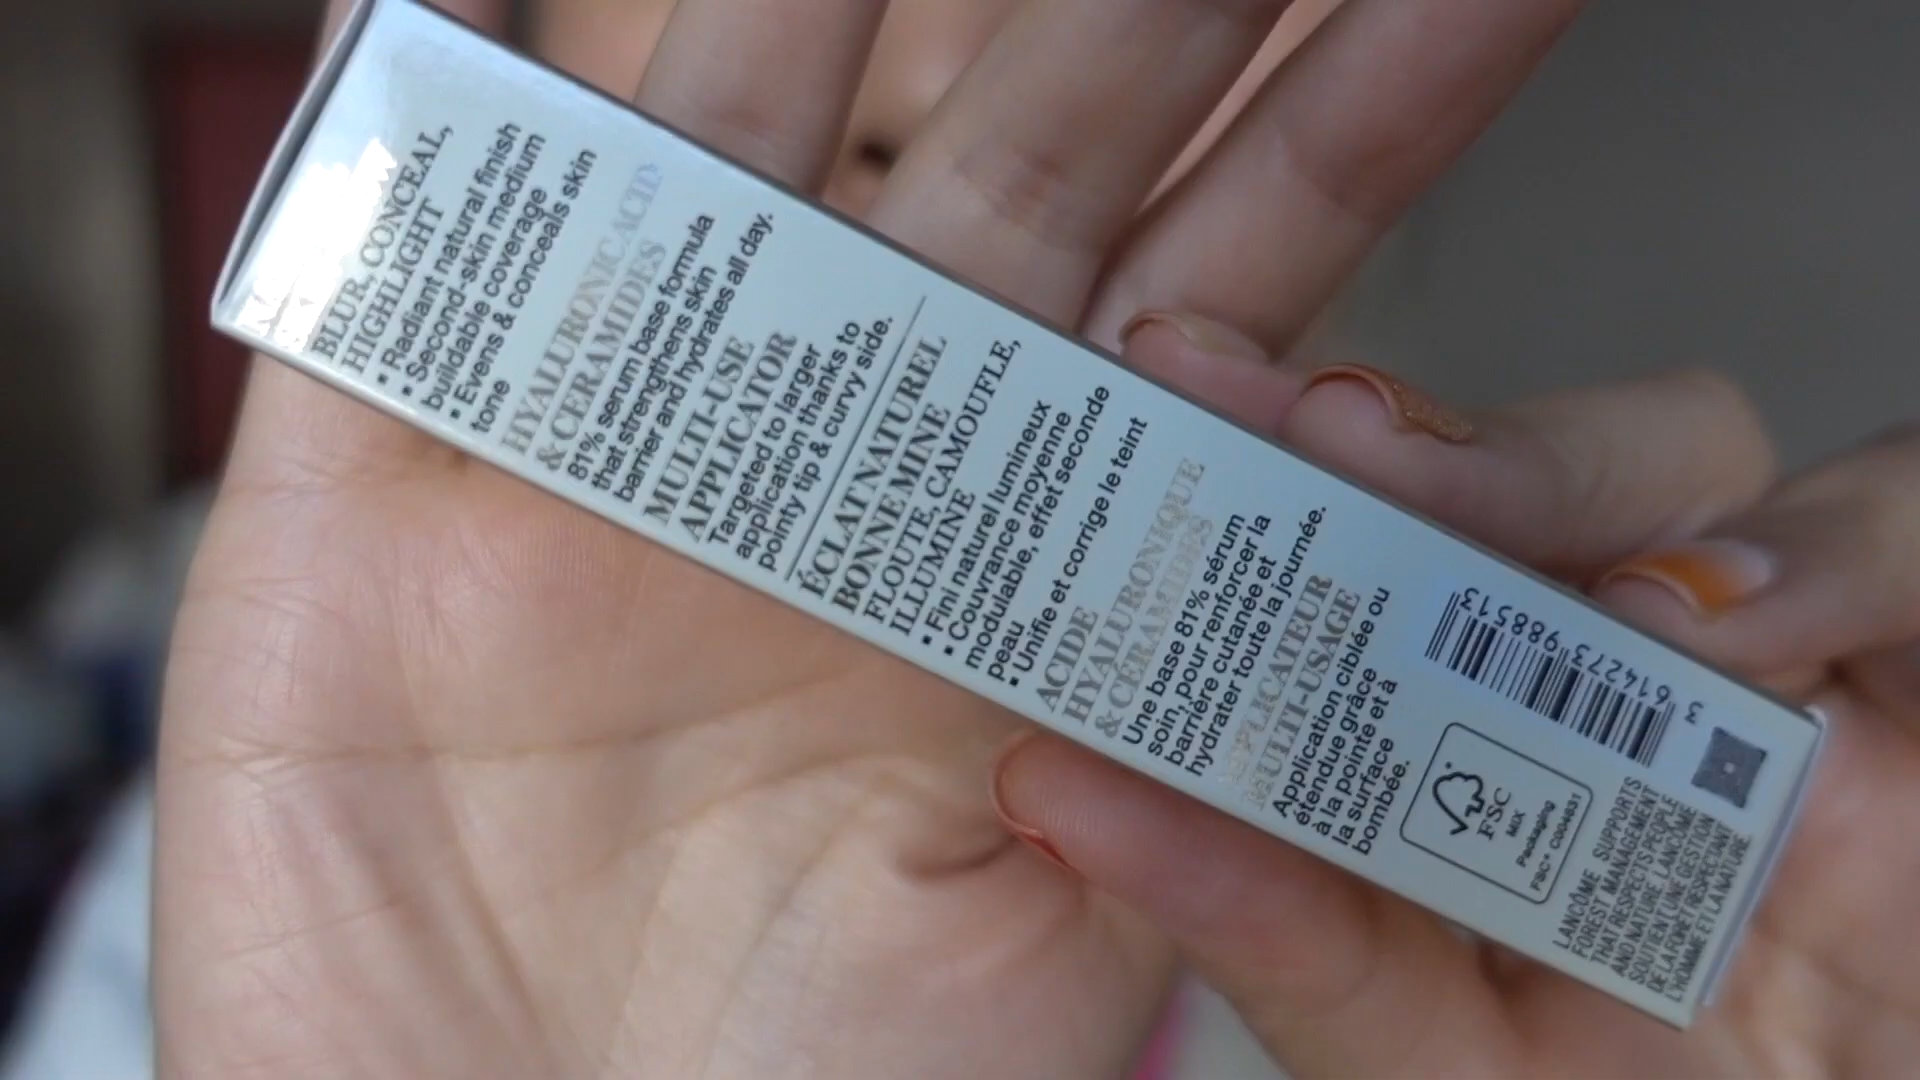 BLUR, CONCEAL,
HIGHLIGHT
▪ Radiant natural finish
▪ Second-skin medium
buildable coverage
▪ Evens & conceals skin
tone
HYALURONIC ACID
& CERAMIDES
81% serum base formula
that strengthens skin
barrier and hydrates all day.
MULTI-USE
APPLICATOR
Targeted to larger
application thanks to
pointy tip & curvy side.
ÉCLAT NATUREL
BONNE MINE
FLOUTE, CAMOUFLE,
ILLUMINE
▪ Fini naturel lumineux
▪ Couvrance moyenne
modulable, effet seconde
peau
▪ Unifie et corrige le teint
ACIDE
HYALURONIQUE
& CÉRAMIDES
Une base 81% sérum
soin, pour renforcer la
barrière cutanée et
hydrater toute la journée.
APPLICATEUR
MULTI-USAGE
Application ciblée ou
étendue grâce
à la pointe et à
la surface
bombée.
3 614273 988513
FSC
MIX
Packaging
FSC® C004831
LANCÔME SUPPORTS
FOREST MANAGEMENT
THAT RESPECTS PEOPLE
AND NATURE. LANCÔME
SOUTIENT UNE GESTION
DE LA FORÊT RESPECTANT
L'HOMME ET LA NATURE